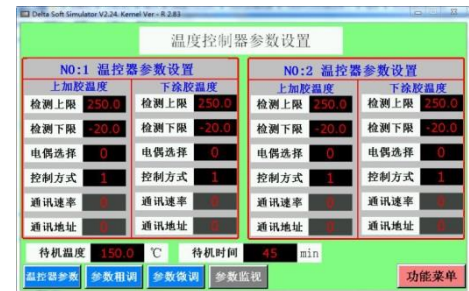 Delta Soft Simulator V2.24. Kernel Ver - R 2.83
温度控制器参数设置
NO:1 温控器参数设置
上加胶温度 下涂胶温度
检测上限 250.0 检测上限 250.0
检测下限 -20.0 检测下限 -20.0
电偶选择 0 电偶选择 0
控制方式 1 控制方式 1
通讯速率 0 通讯速率 0
通讯地址 0 通讯地址 0
NO:2 温控器参数设置
上加胶温度 下涂胶温度
检测上限 250.0 检测上限 250.0
检测下限 -20.0 检测下限 -20.0
电偶选择 0 电偶选择 0
控制方式 1 控制方式 1
通讯速率 0 通讯速率 0
通讯地址 0 通讯地址 0
待机温度 150.0 ℃ 待机时间 45 min
温控器参数 参数粗调 参数微调 参数监视 功能菜单